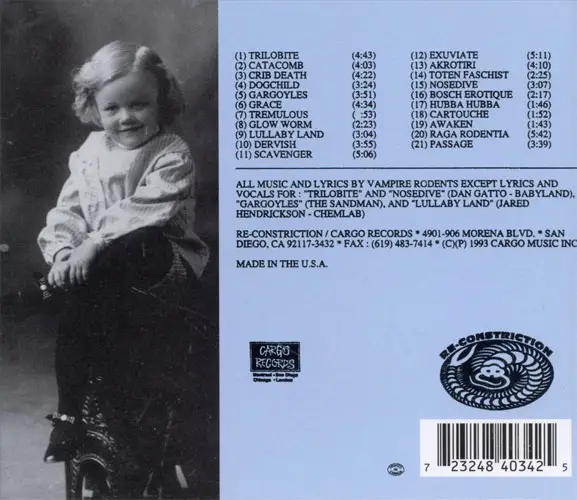 (1) TRILOBITE (4:43)
(2) CATACOMB (4:03)
(3) CRIB DEATH (4:22)
(4) DOGCHILD (3:24)
(5) GARGOYLES (3:51)
(6) GRACE (4:34)
(7) TREMULOUS ( :53)
(8) GLOW WORM (2:23)
(9) LULLABY LAND (3:04)
(10) DERVISH (3:55)
(11) SCAVENGER (5:06)
(12) EXUVIATE (5:11)
(13) AKROTIRI (4:10)
(14) TOTEN FASCHIST (2:25)
(15) NOSEDIVE (3:07)
(16) BOSCH EROTIQUE (2:17)
(17) HUBBA HUBBA (1:46)
(18) CARTOUCHE (1:52)
(19) AWAKEN (1:43)
(20) RAGA RODENTIA (5:42)
(21) PASSAGE (3:39)
ALL MUSIC AND LYRICS BY VAMPIRE RODENTS EXCEPT LYRICS AND
VOCALS FOR : "TRILOBITE" AND "NOSEDIVE" (DAN GATTO - BABYLAND),
"GARGOYLES" (THE SANDMAN), AND "LULLABY LAND" (JARED
HENDRICKSON - CHEMLAB)
RE-CONSTRICTION / CARGO RECORDS * 4901-906 MORENA BLVD. * SAN
DIEGO, CA 92117-3432 * FAX : (619) 483-7414 * (C)(P) 1993 CARGO MUSIC INC
MADE IN THE U.S.A.
CARGO
RECORDS
Montreal • San Diego
Chicago • London
RE-CONSTRICTION
7 23248 40342 5